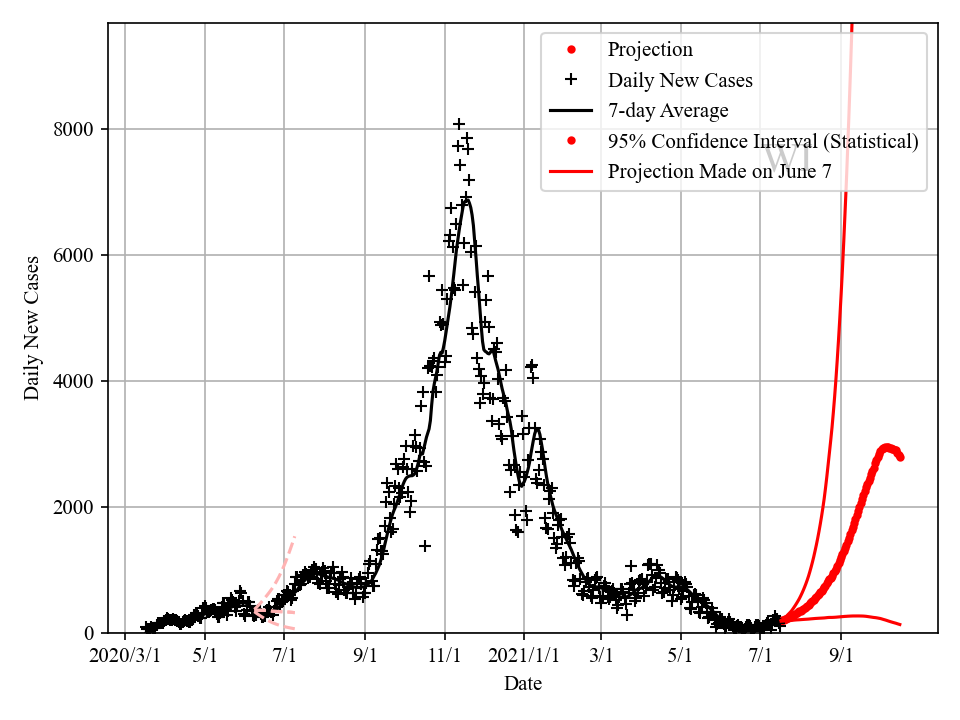 Projection
Daily New Cases
7-day Average
95% Confidence Interval (Statistical)
WI
Projection Made on June 7
8000
6000
4000
2000
0
Daily New Cases
2020/3/1 5/1 7/1 9/1 11/1 2021/1/1 3/1 5/1 7/1 9/1
Date